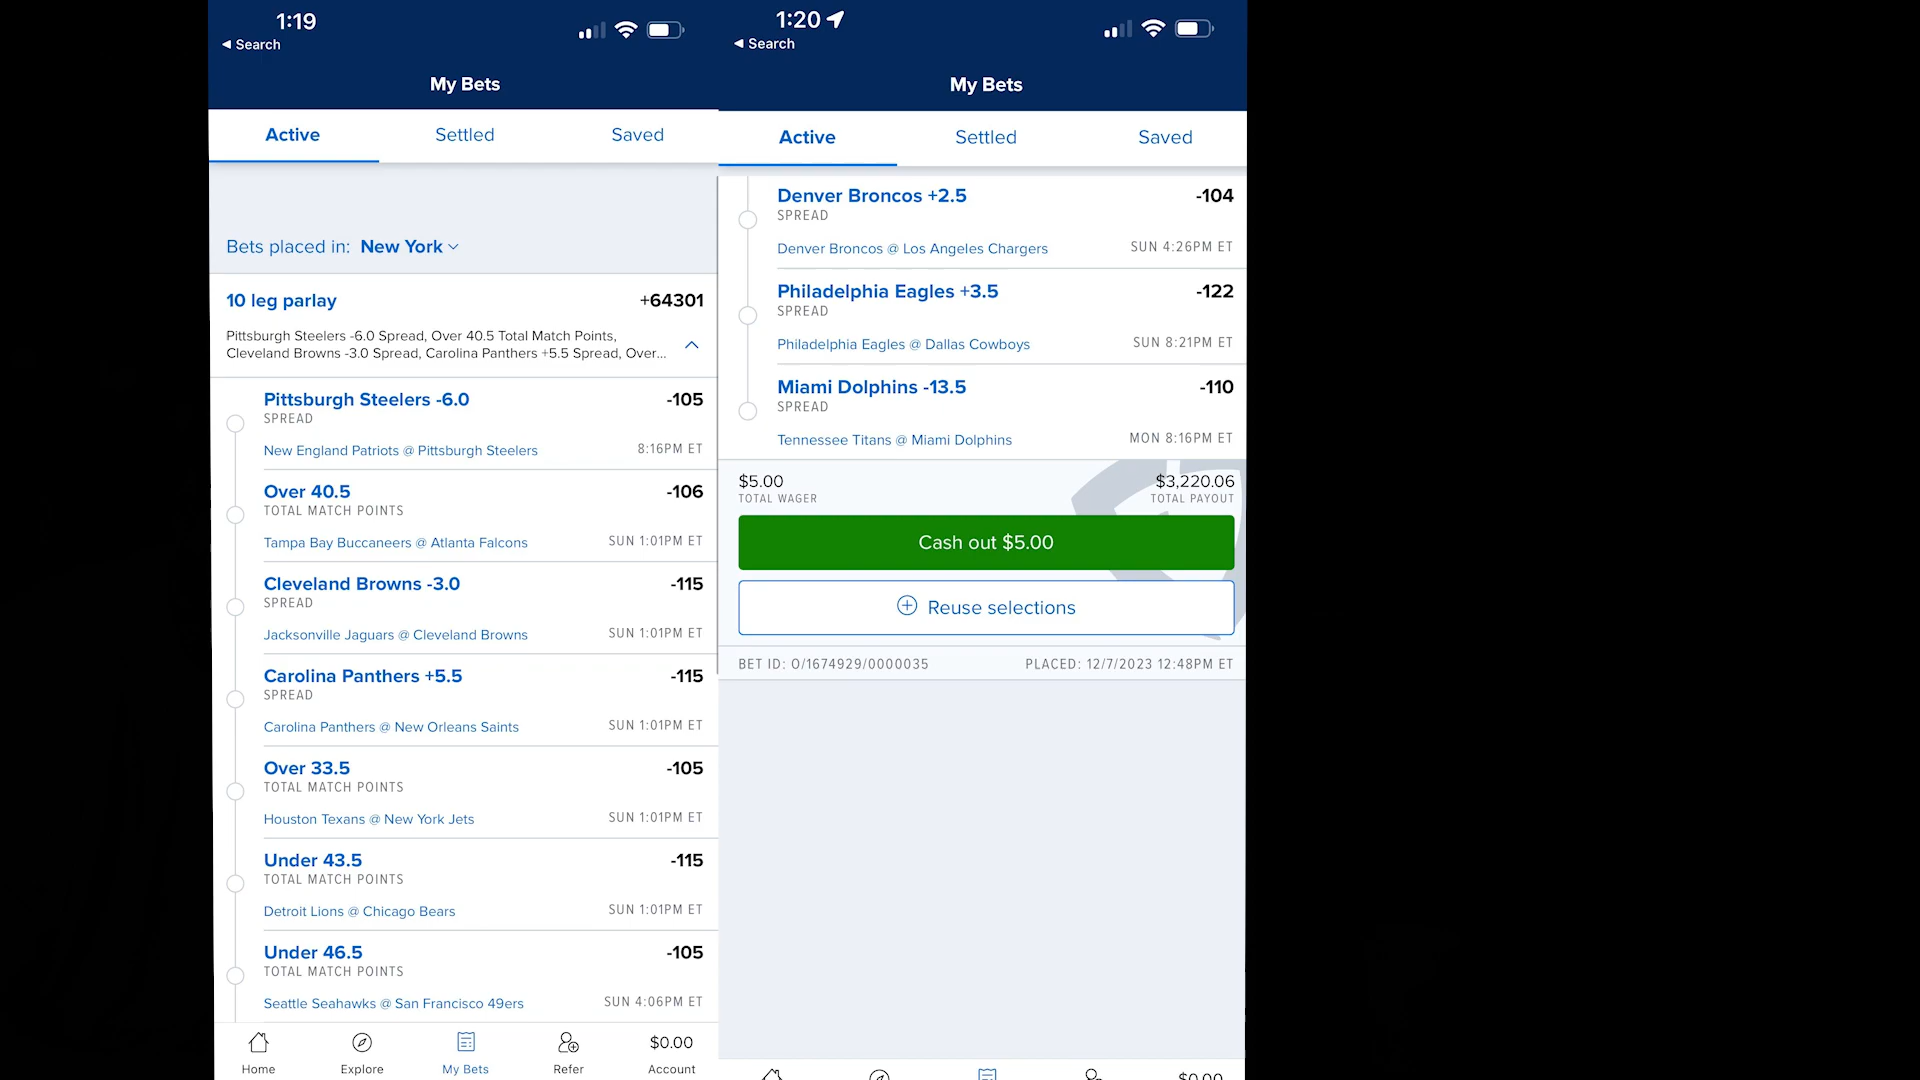 1:19
◀ Search
My Bets
Active Settled Saved
Bets placed in: New York
10 leg parlay +64301
Pittsburgh Steelers -6.0 Spread, Over 40.5 Total Match Points,
Cleveland Browns -3.0 Spread, Carolina Panthers +5.5 Spread, Over...
Pittsburgh Steelers -6.0 -105
SPREAD
New England Patriots @ Pittsburgh Steelers 8:16PM ET
Over 40.5 -106
TOTAL MATCH POINTS
Tampa Bay Buccaneers @ Atlanta Falcons SUN 1:01PM ET
Cleveland Browns -3.0 -115
SPREAD
Jacksonville Jaguars @ Cleveland Browns SUN 1:01PM ET
Carolina Panthers +5.5 -115
SPREAD
Carolina Panthers @ New Orleans Saints SUN 1:01PM ET
Over 33.5 -105
TOTAL MATCH POINTS
Houston Texans @ New York Jets SUN 1:01PM ET
Under 43.5 -115
TOTAL MATCH POINTS
Detroit Lions @ Chicago Bears SUN 1:01PM ET
Under 46.5 -105
TOTAL MATCH POINTS
Seattle Seahawks @ San Francisco 49ers SUN 4:06PM ET
$0.00
Home Explore My Bets Refer Account
1:20
◀ Search
My Bets
Active Settled Saved
Denver Broncos +2.5 -104
SPREAD
Denver Broncos @ Los Angeles Chargers SUN 4:26PM ET
Philadelphia Eagles +3.5 -122
SPREAD
Philadelphia Eagles @ Dallas Cowboys SUN 8:21PM ET
Miami Dolphins -13.5 -110
SPREAD
Tennessee Titans @ Miami Dolphins MON 8:16PM ET
$5.00 $3,220.06
TOTAL WAGER TOTAL PAYOUT
Cash out $5.00
Reuse selections
BET ID: O/1674929/0000035 PLACED: 12/7/2023 12:48PM ET
$0.00